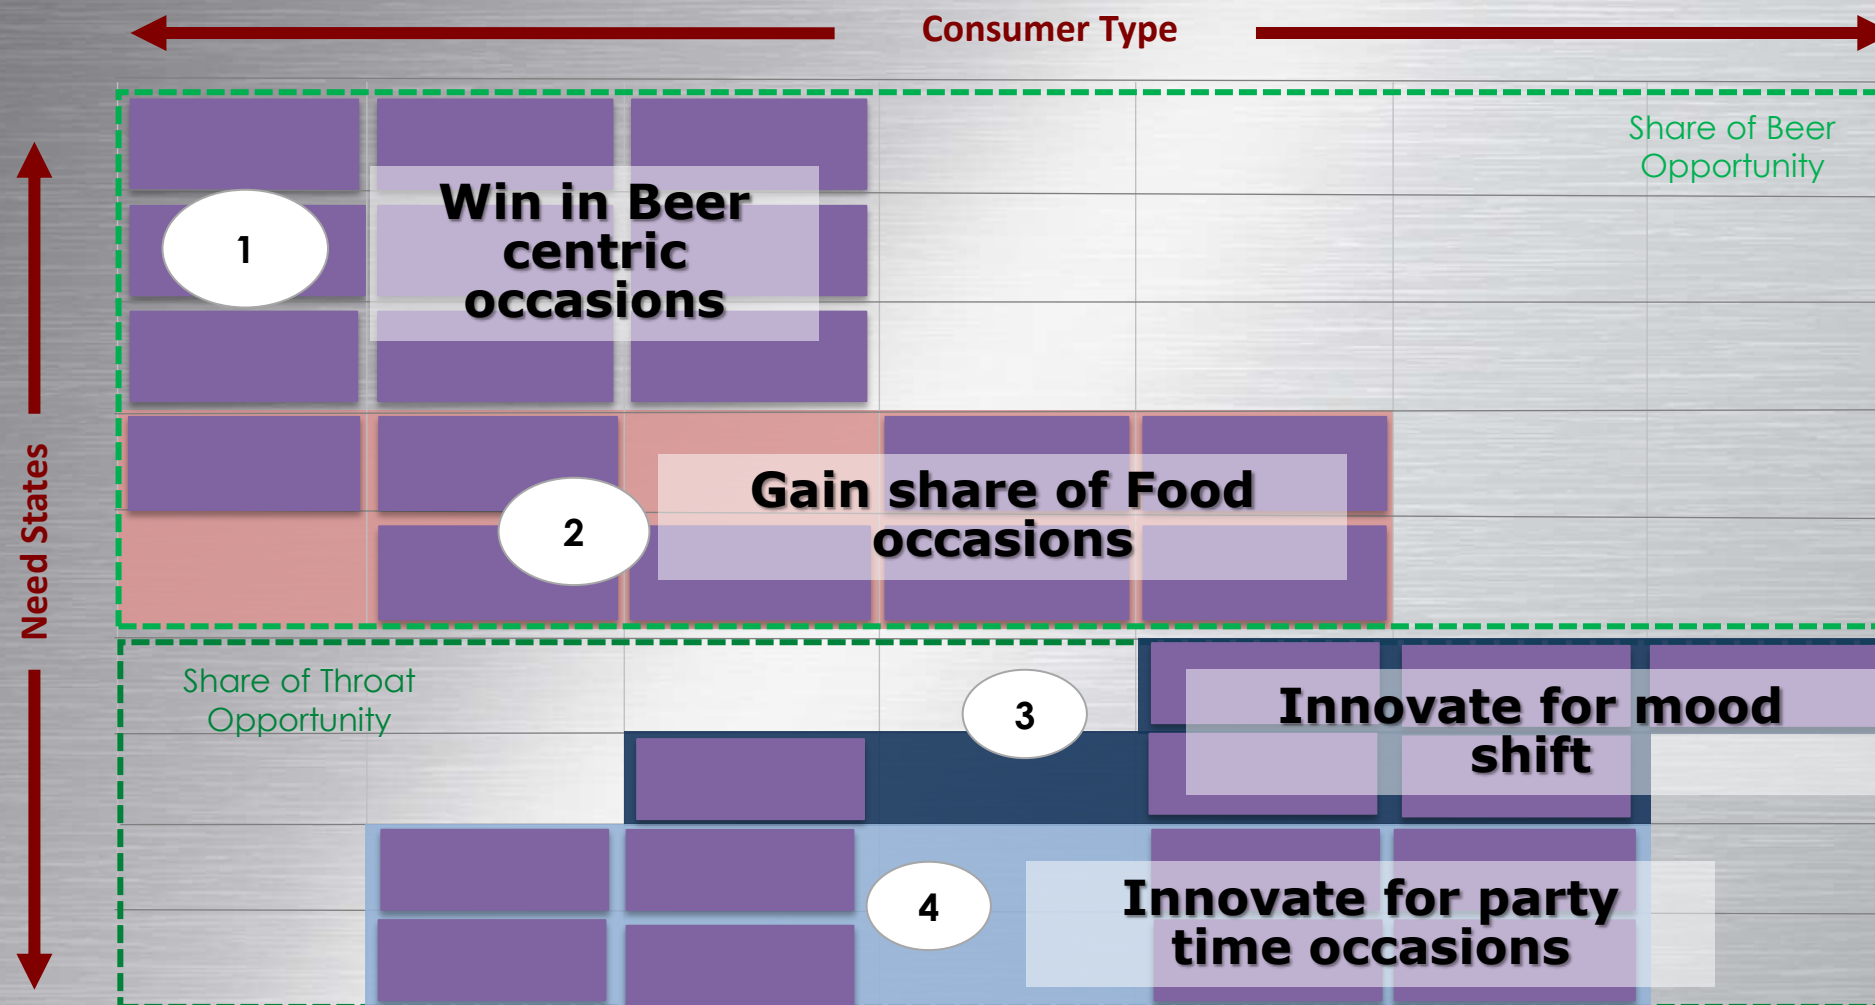 Consumer Type
Share of Beer
Opportunity
1
Win in Beer
centric
occasions
Need States
2
Gain share of Food
occasions
Share of Throat
Opportunity
3
Innovate for mood
shift
4
Innovate for party
time occasions